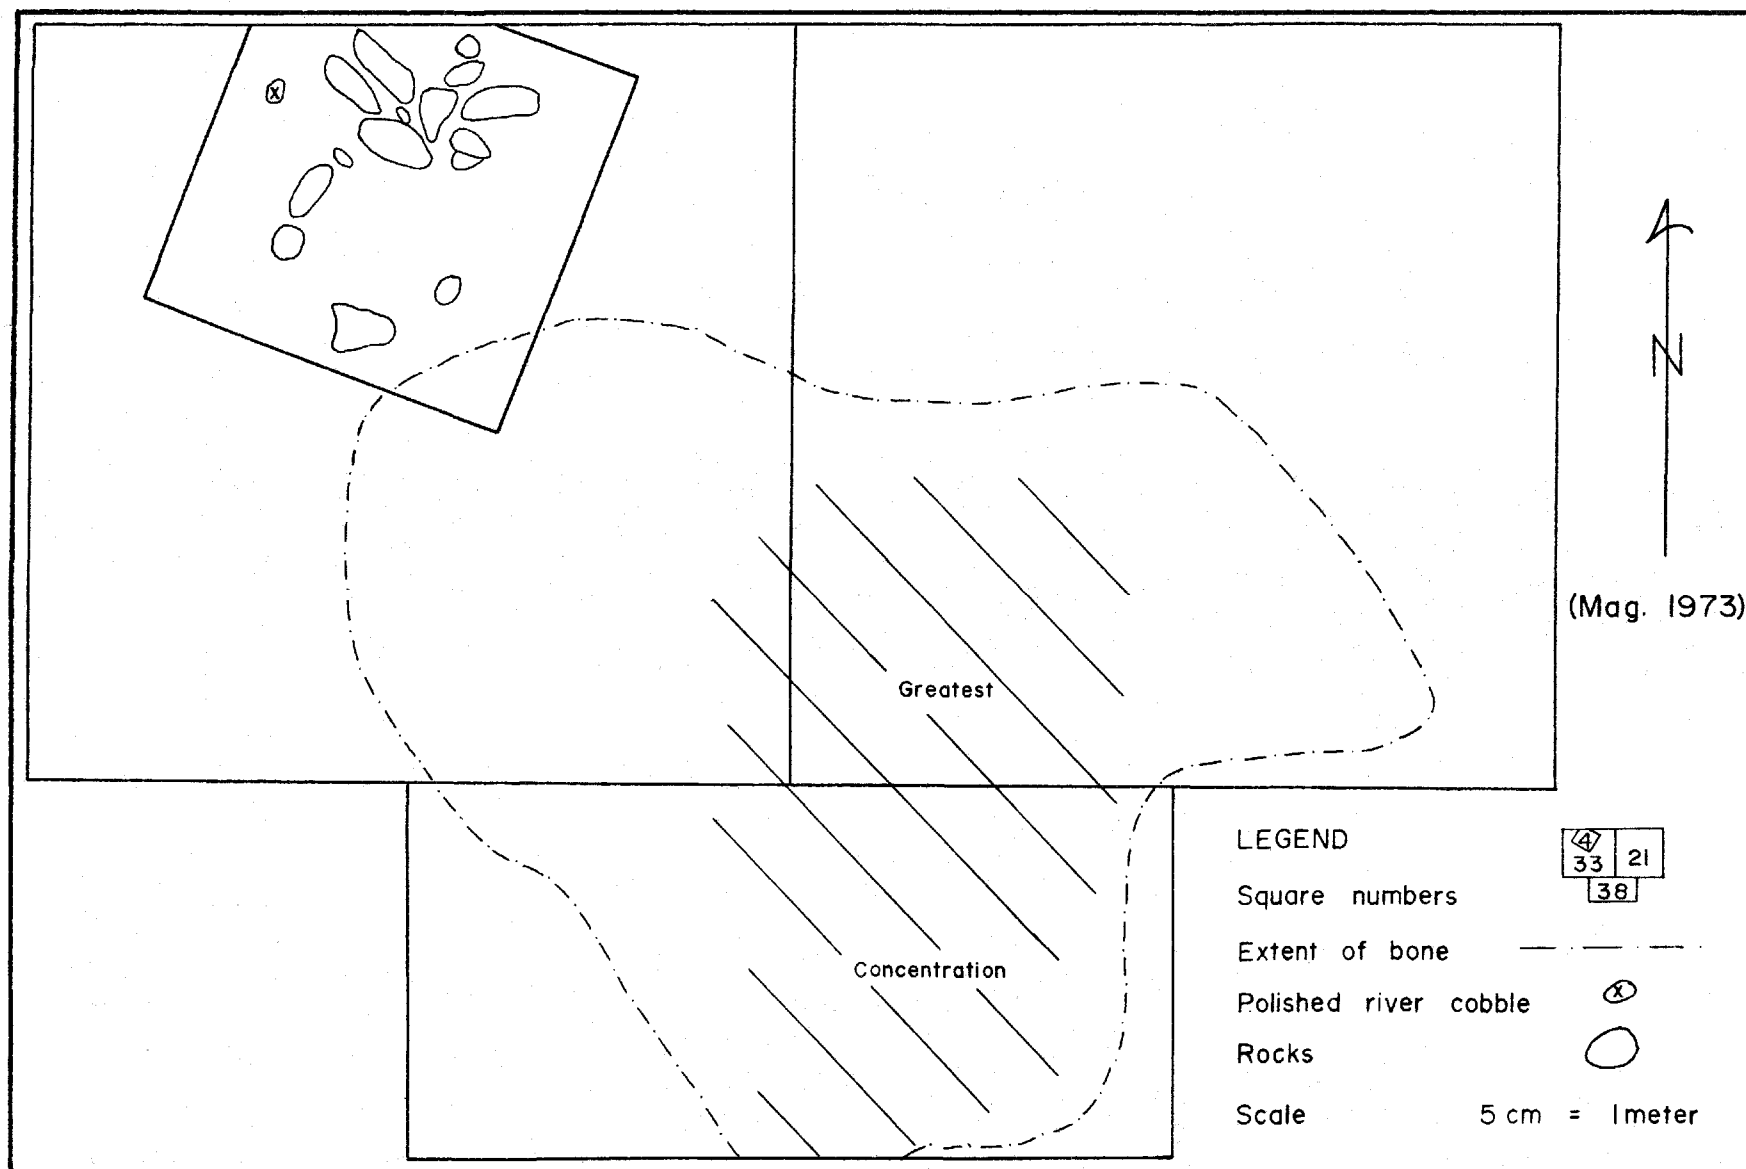 N
(Mag. 1973)
Greatest
Concentration
LEGEND
Square numbers
4
33 21
38
Extent of bone
Polished river cobble x
Rocks
Scale 5 cm = 1 meter
x